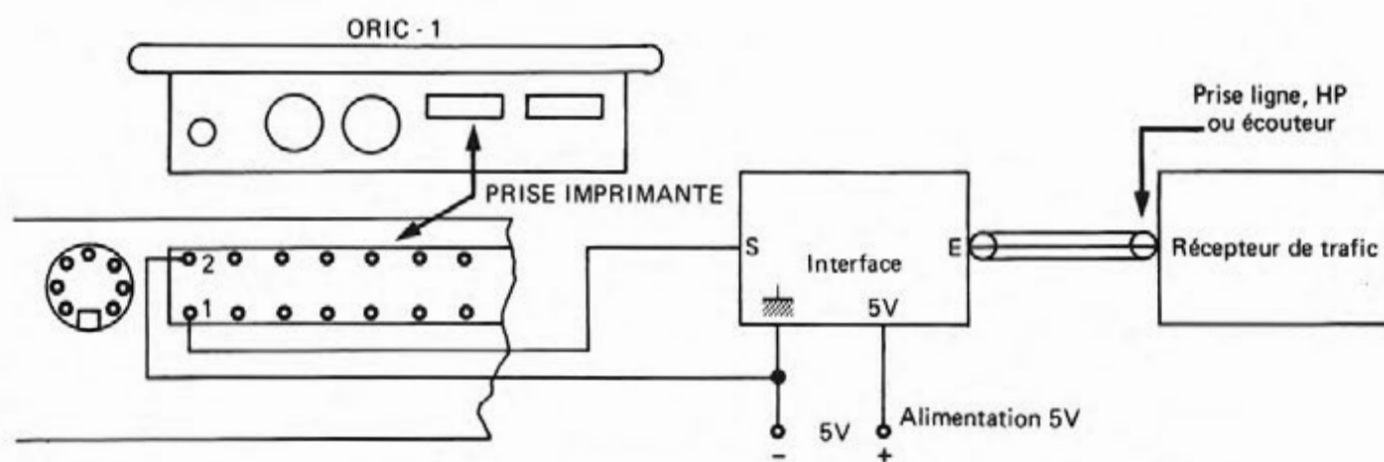 ORIC - 1
Prise ligne, HP
ou écouteur
PRISE IMPRIMANTE
2
1
S
Interface
E
5V
Récepteur de trafic
5V
Alimentation 5V
- +